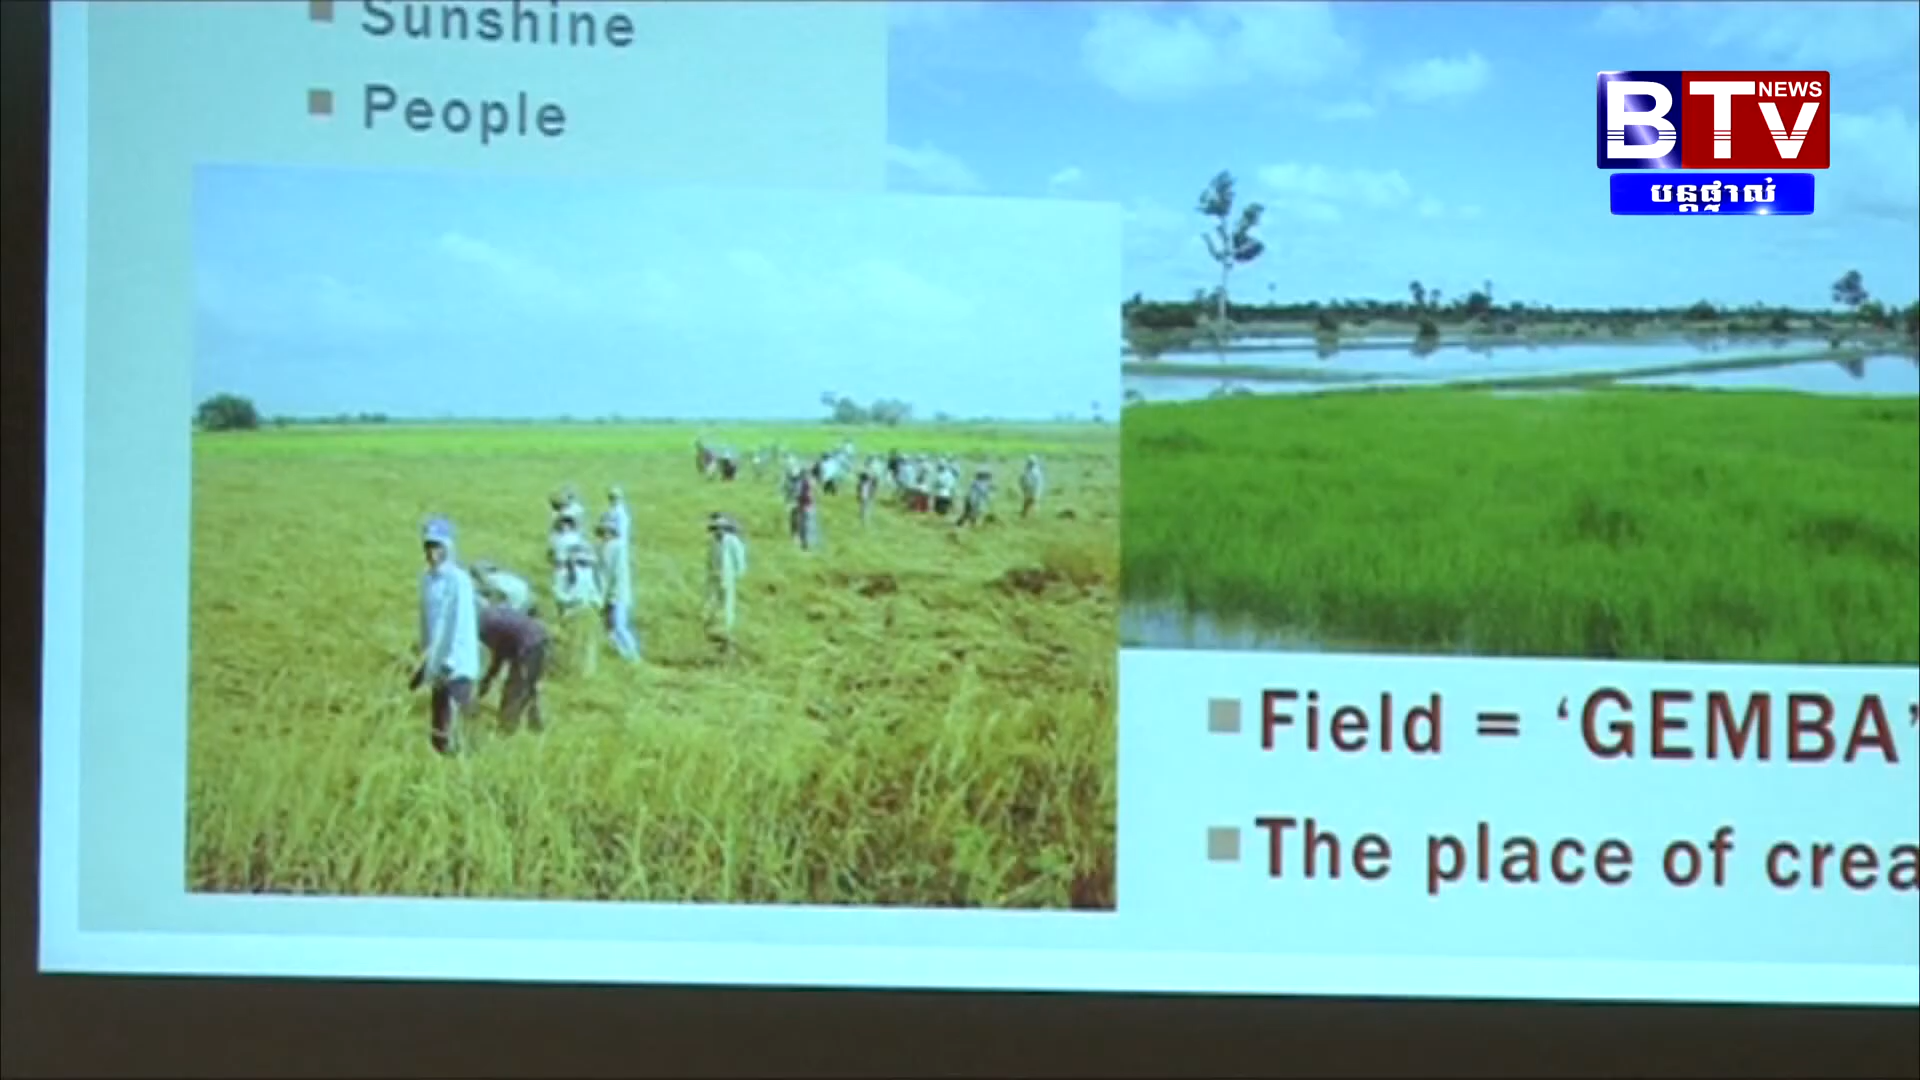 Sunshine
People
BTV NEWS
បន្តផ្ទាល់
Field = ‘GEMBA’
The place of crea